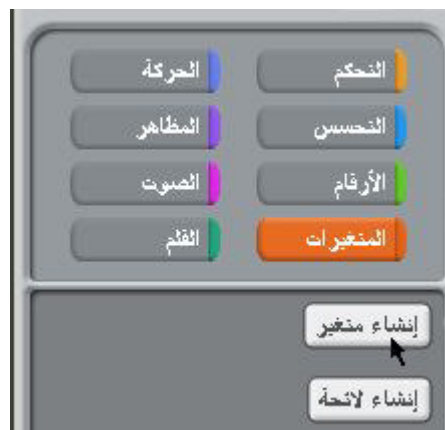 التحكم الحركة
التحسس المظاهر
الأرقام الصوت
المتغيرات القلم
إنشاء متغير
إنشاء لائحة